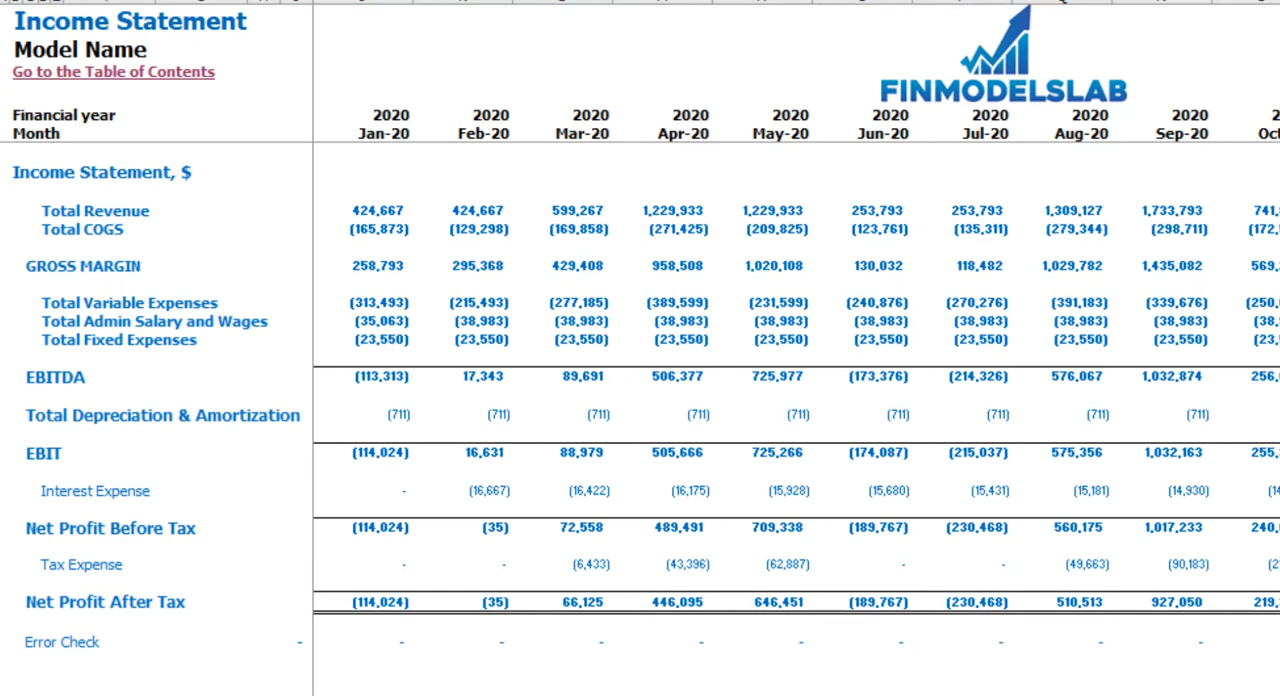 Income Statement
Model Name
Go to the Table of Contents
FINMODELSLAB
Financial year 2020 2020 2020 2020 2020 2020 2020 2020 2020
Month Jan-20 Feb-20 Mar-20 Apr-20 May-20 Jun-20 Jul-20 Aug-20 Sep-20
Income Statement, $
Total Revenue 424,667 424,667 599,267 1,229,933 1,229,933 253,793 253,793 1,309,127 1,733,793
Total COGS (165,873) (129,298) (169,858) (271,425) (209,825) (123,761) (135,311) (279,344) (298,711)
GROSS MARGIN 258,793 295,368 429,408 958,508 1,020,108 130,032 118,482 1,029,782 1,435,082
Total Variable Expenses (313,493) (215,493) (277,185) (389,599) (231,599) (240,876) (270,276) (391,183) (339,676)
Total Admin Salary and Wages (35,063) (38,983) (38,983) (38,983) (38,983) (38,983) (38,983) (38,983) (38,983)
Total Fixed Expenses (23,550) (23,550) (23,550) (23,550) (23,550) (23,550) (23,550) (23,550) (23,550)
EBITDA (113,313) 17,343 89,691 506,377 725,977 (173,376) (214,326) 576,067 1,032,874
Total Depreciation & Amortization (711) (711) (711) (711) (711) (711) (711) (711) (711)
EBIT (114,024) 16,631 88,979 505,666 725,266 (174,087) (215,037) 575,356 1,032,163
Interest Expense - (16,667) (16,422) (16,175) (15,928) (15,680) (15,431) (15,181) (14,930)
Net Profit Before Tax (114,024) (35) 72,558 489,491 709,338 (189,767) (230,468) 560,175 1,017,233
Tax Expense - - (6,433) (43,396) (62,887) - - (49,663) (90,183)
Net Profit After Tax (114,024) (35) 66,125 446,095 646,451 (189,767) (230,468) 510,513 927,050
Error Check - - - - - - - - - -